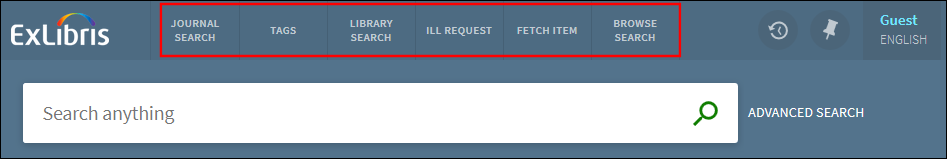 ExLibris
JOURNAL
SEARCH
TAGS
LIBRARY
SEARCH
ILL REQUEST
FETCH ITEM
BROWSE
SEARCH
Guest
ENGLISH
Search anything
ADVANCED SEARCH